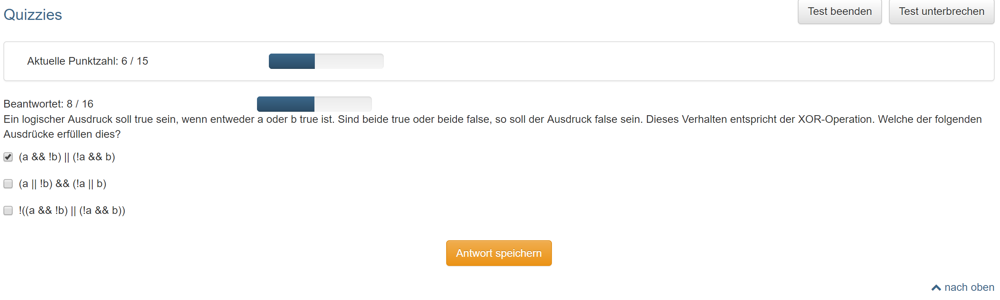 Quizzies
Test beenden
Test unterbrechen
Aktuelle Punktzahl: 6 / 15
Beantwortet: 8 / 16
Ein logischer Ausdruck soll true sein, wenn entweder a oder b true ist. Sind beide true oder beide false, so soll der Ausdruck false sein. Dieses Verhalten entspricht der XOR-Operation. Welche der folgenden
Ausdrücke erfüllen dies?
(a && !b) || (!a && b)
(a || !b) && (!a || b)
!((a && !b) || (!a && b))
Antwort speichern
nach oben